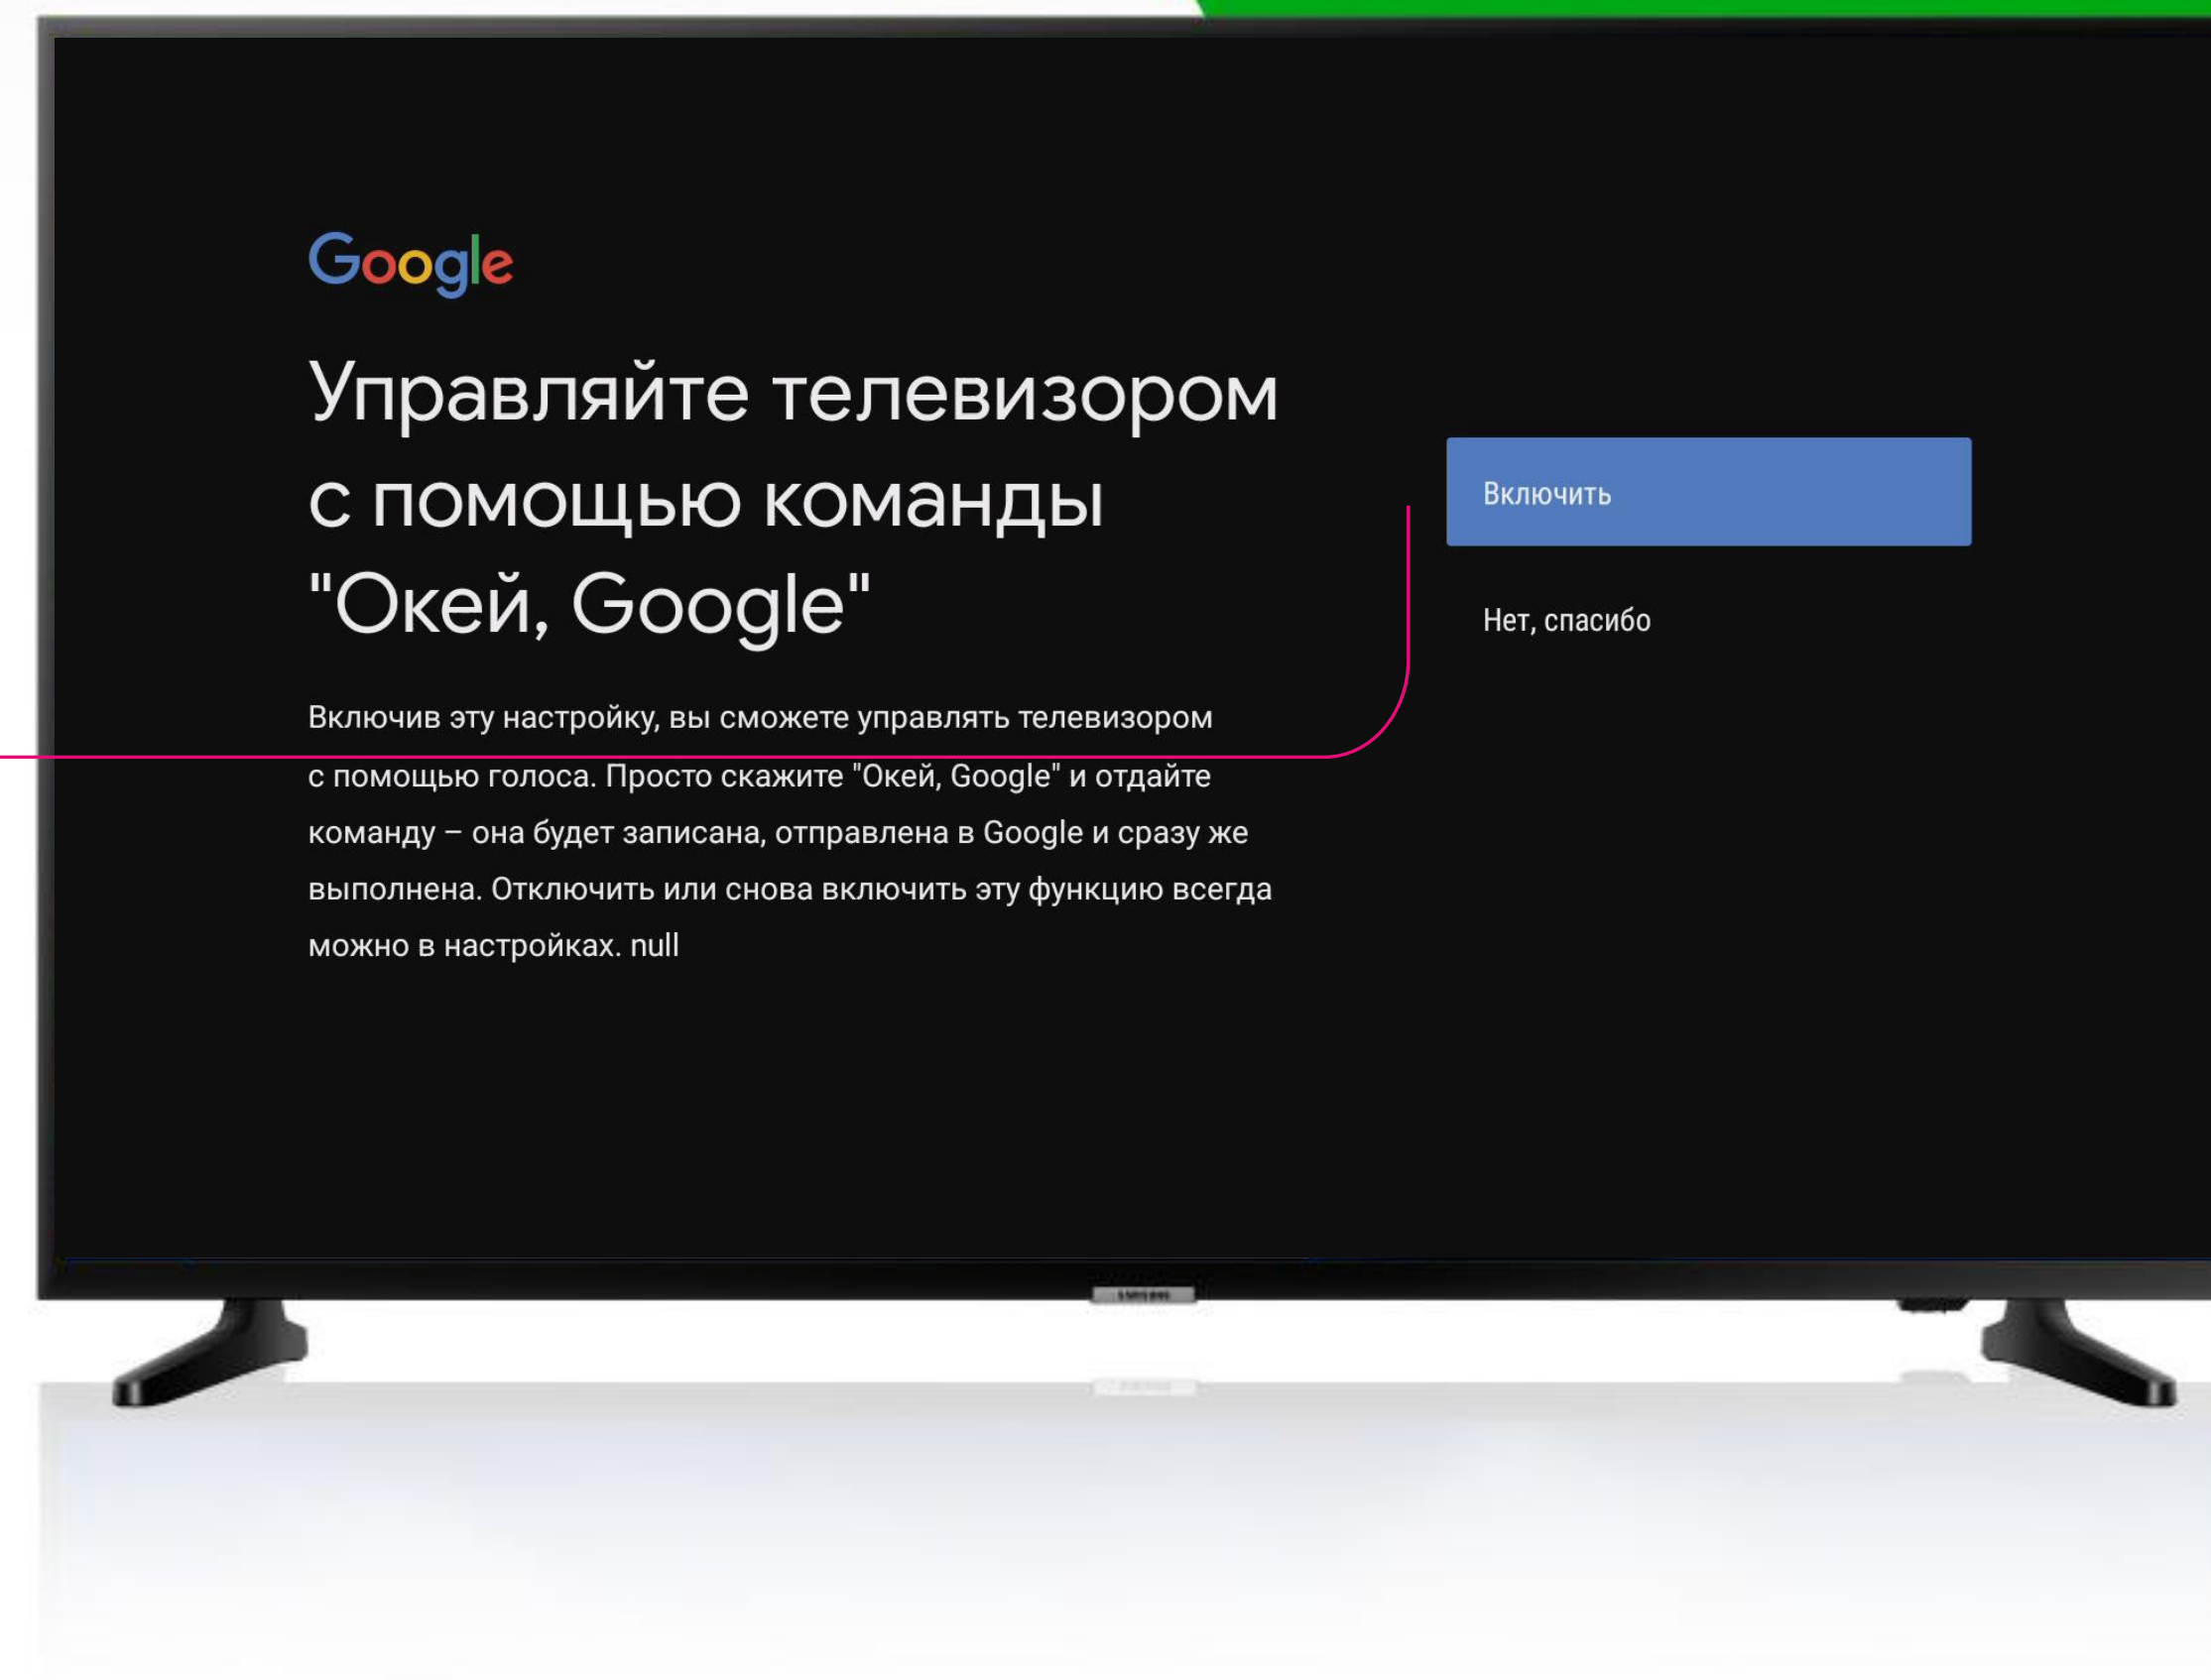 Google
Управляйте телевизором
с помощью команды
"Окей, Google"
Включив эту настройку, вы сможете управлять телевизором
с помощью голоса. Просто скажите "Окей, Google" и отдайте
команду – она будет записана, отправлена в Google и сразу же
выполнена. Отключить или снова включить эту функцию всегда
можно в настройках. null
Включить
Нет, спасибо
SAMSUNG